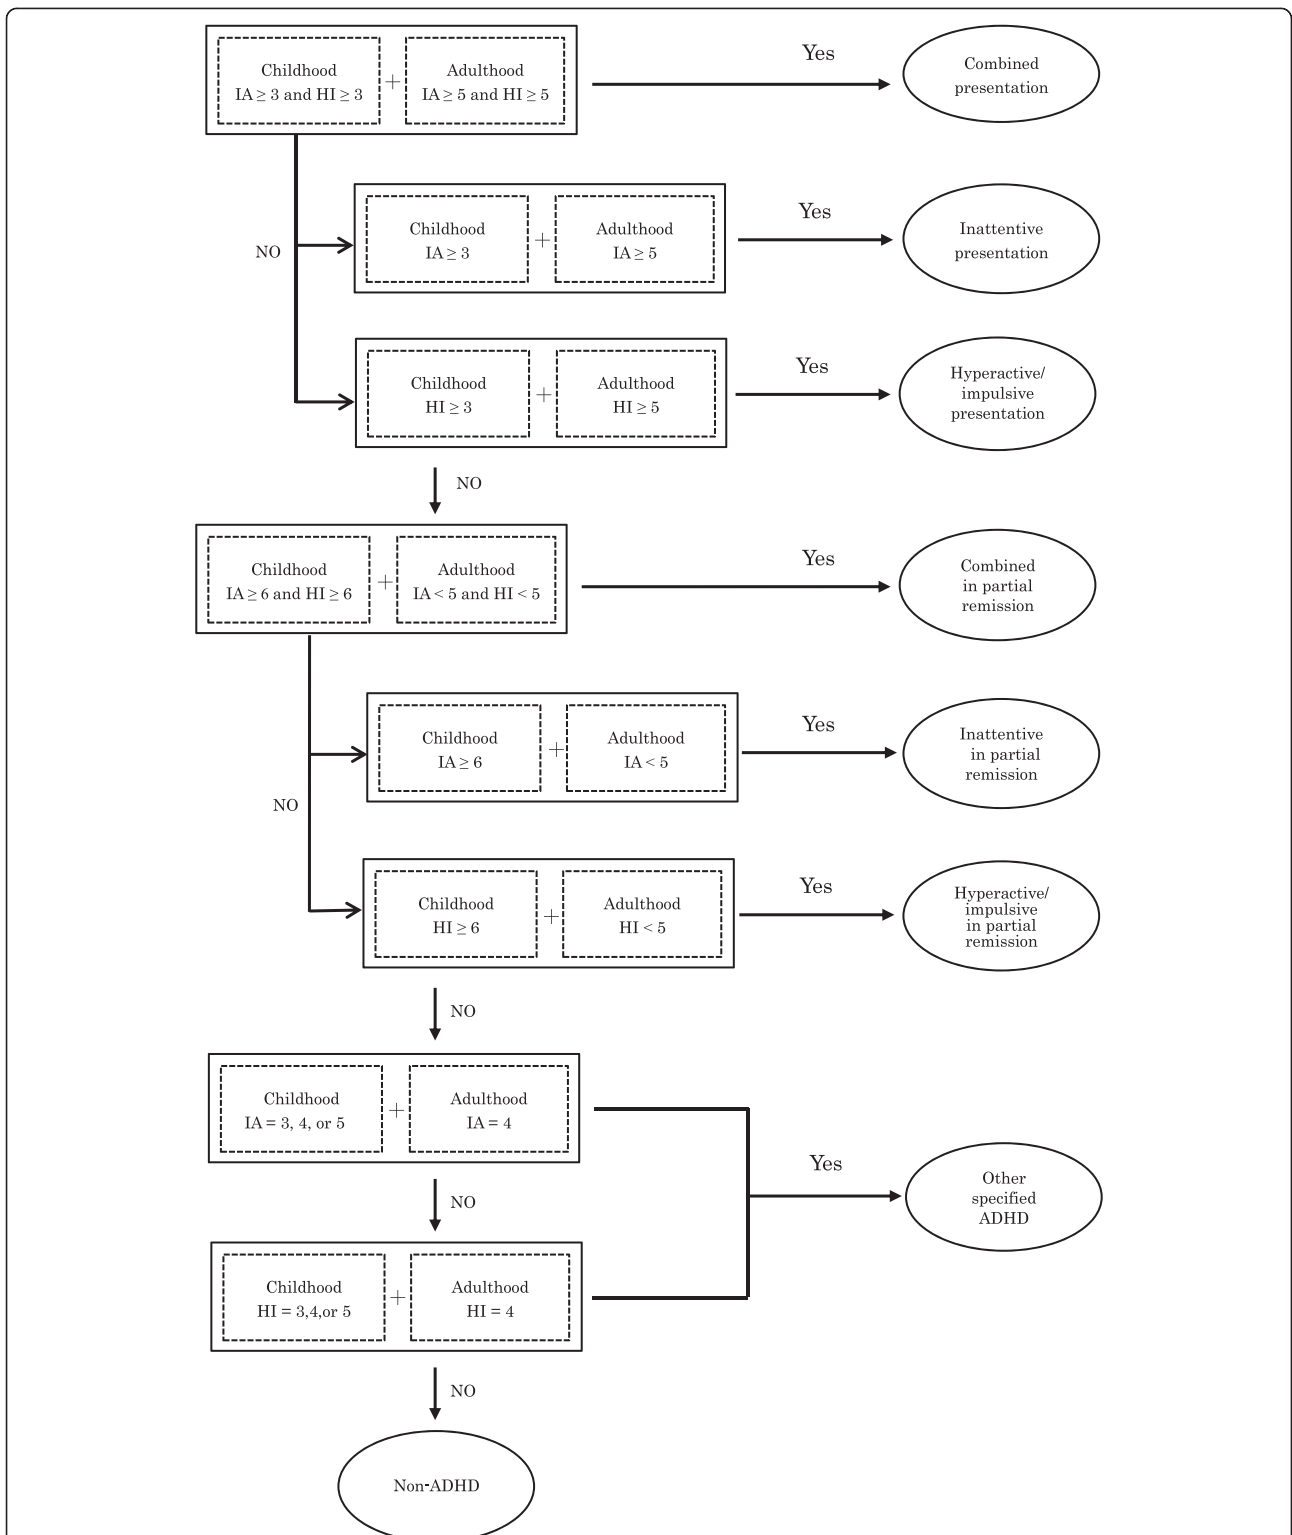 Childhood
IA ≥ 3 and HI ≥ 3
+
Adulthood
IA ≥ 5 and HI ≥ 5
Yes
Combined
presentation
NO
Childhood
IA ≥ 3
+
Adulthood
IA ≥ 5
Yes
Inattentive
presentation
Childhood
HI ≥ 3
+
Adulthood
HI ≥ 5
Yes
Hyperactive/
impulsive
presentation
NO
Childhood
IA ≥ 6 and HI ≥ 6
+
Adulthood
IA < 5 and HI < 5
Yes
Combined
in partial
remission
NO
Childhood
IA ≥ 6
+
Adulthood
IA < 5
Yes
Inattentive
in partial
remission
Childhood
HI ≥ 6
+
Adulthood
HI < 5
Yes
Hyperactive/
impulsive
in partial
remission
NO
Childhood
IA = 3, 4, or 5
+
Adulthood
IA = 4
NO
Yes
Other
specified
ADHD
Childhood
HI = 3,4,or 5
+
Adulthood
HI = 4
NO
Non-ADHD